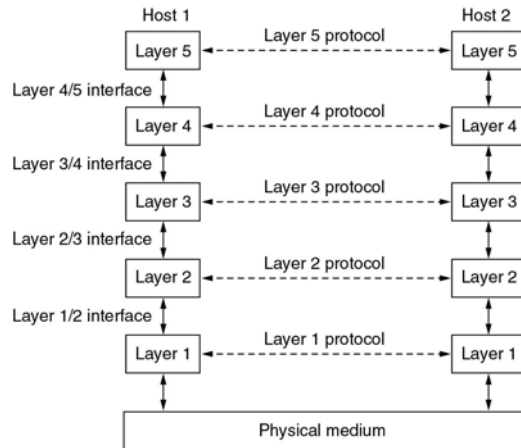 Host 1
Host 2
Layer 5
Layer 5 protocol
Layer 5
Layer 4/5 interface
Layer 4
Layer 4 protocol
Layer 4
Layer 3/4 interface
Layer 3
Layer 3 protocol
Layer 3
Layer 2/3 interface
Layer 2
Layer 2 protocol
Layer 2
Layer 1/2 interface
Layer 1
Layer 1 protocol
Layer 1
Physical medium